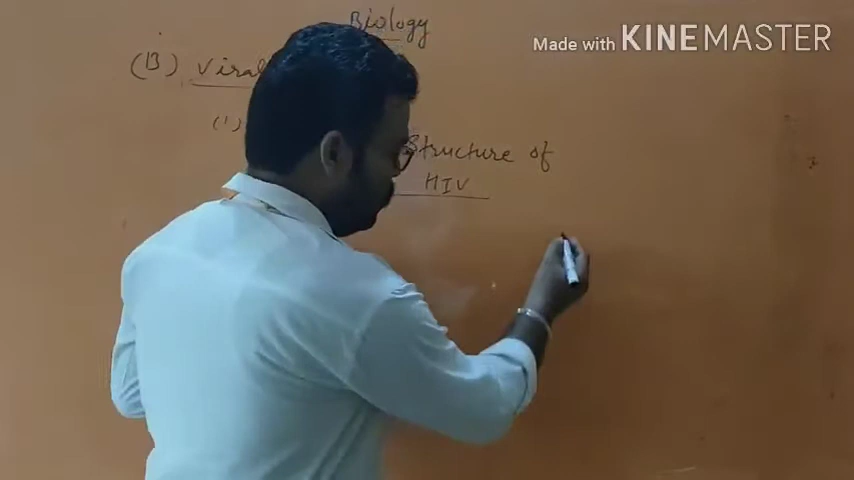 Biology
Made with KINEMASTER
(B) Viral
(1)
Structure of
HIV